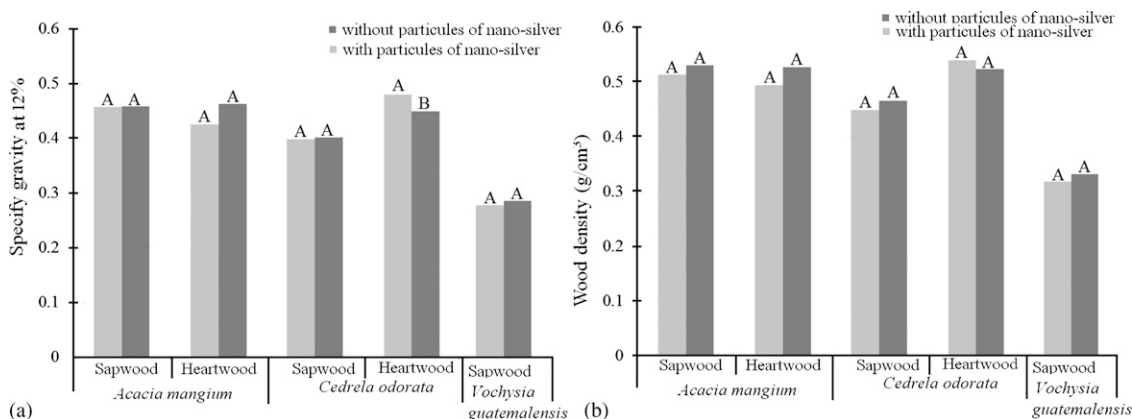 without particules of nano-silver
with particules of nano-silver
Specify gravity at 12%
0.6
0.5
0.4
0.3
0.2
0.1
0
A A
A A
A A
A B
A A
Sapwood Heartwood Sapwood Heartwood Sapwood
Acacia mangium Cedrela odorata Vochysia
guatemalensis
(a)
without particules of nano-silver
with particules of nano-silver
Wood density (g/cm³)
0.6
0.5
0.4
0.3
0.2
0.1
0
A A
A A
A A
A A
A A
Sapwood Heartwood Sapwood Heartwood Sapwood
Acacia mangium Cedrela odorata Vochysia
guatemalensis
(b)